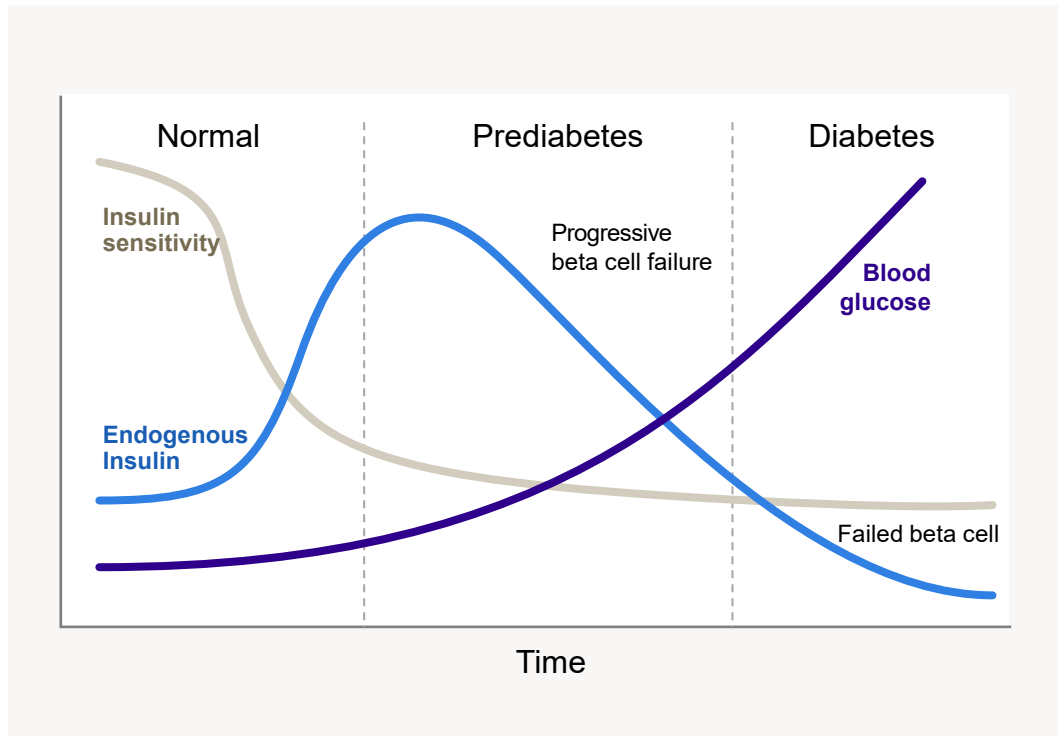 Normal
Prediabetes
Diabetes
Insulin
sensitivity
Progressive
beta cell failure
Blood
glucose
Endogenous
Insulin
Failed beta cell
Time